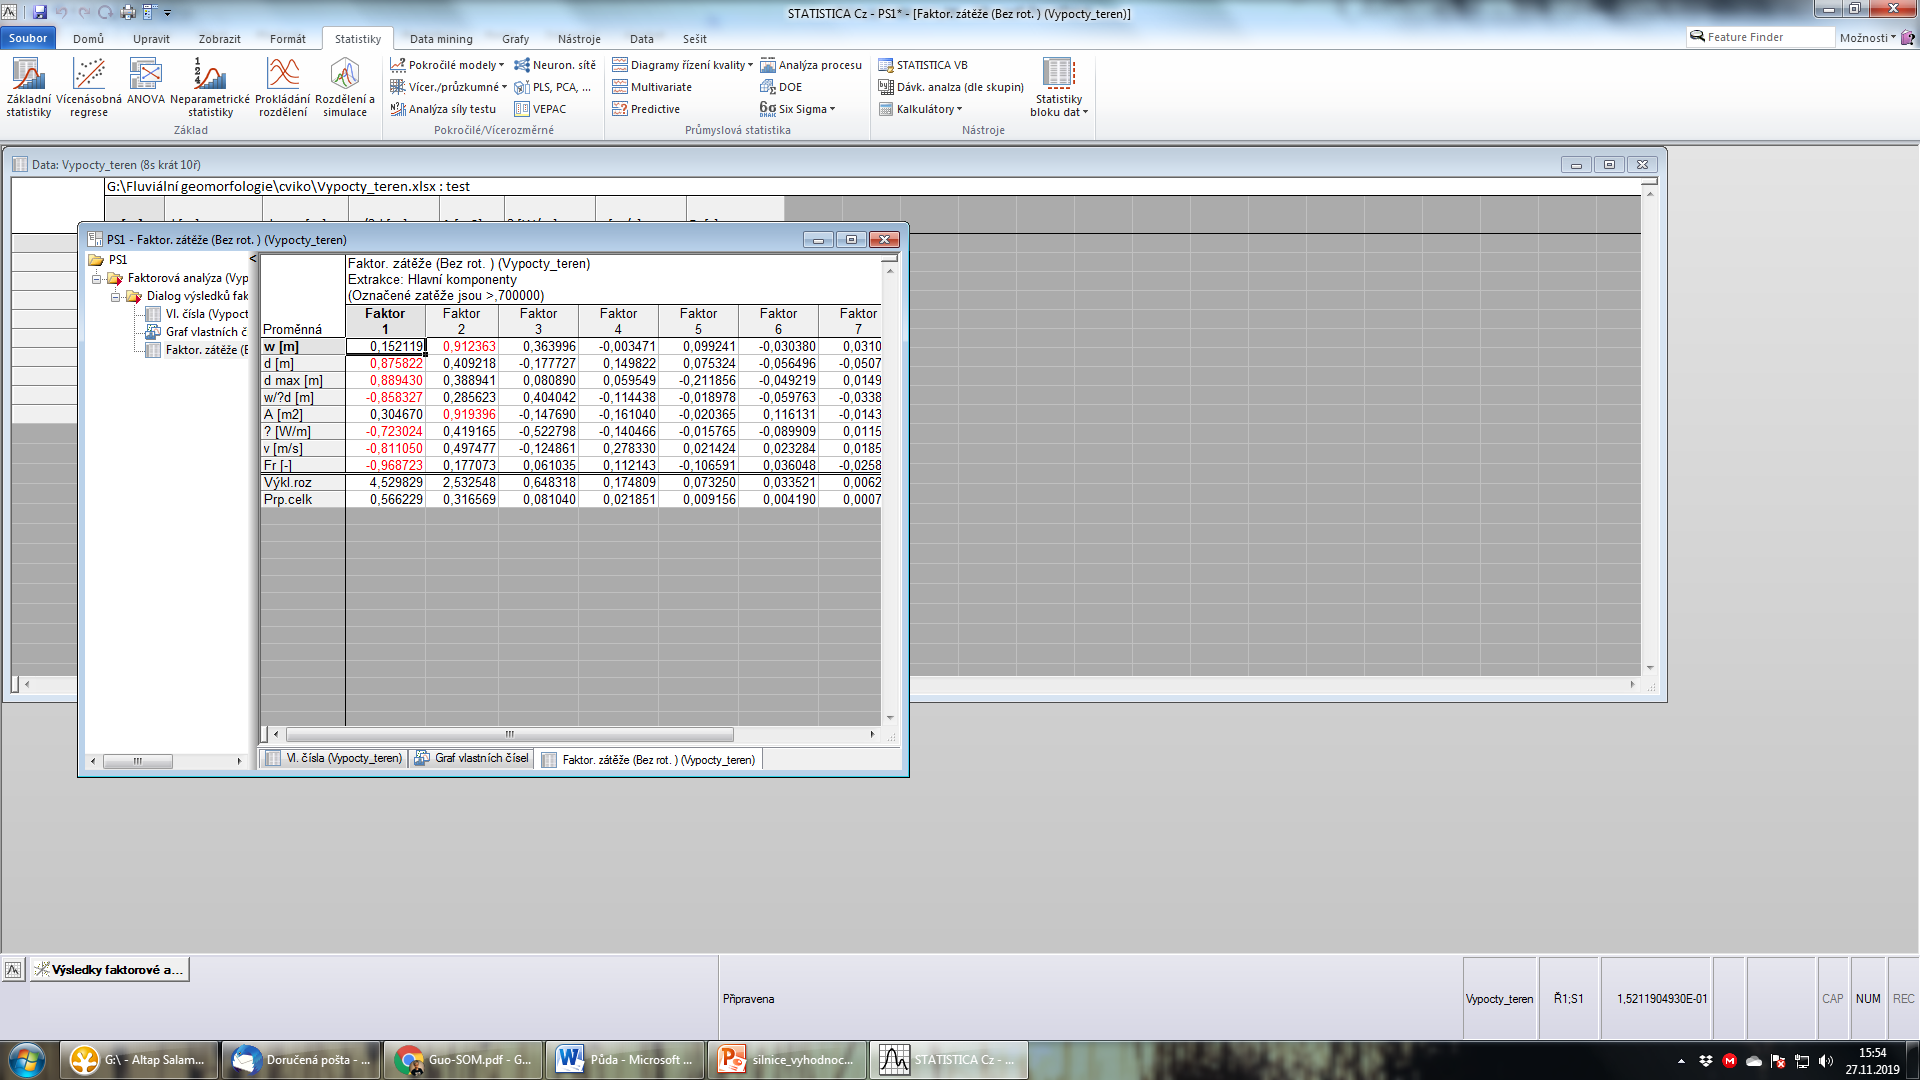 STATISTICA Cz - PS1* - [Faktor. zátěže (Bez rot. ) (Vypocty_teren)]
Soubor Domů Upravit Zobrazit Formát Statistiky Data mining Grafy Nástroje Data Sešit
Feature Finder Možnosti
Základní statistiky
Vícenásobná regrese
ANOVA
Neparametrické statistiky
Prokládání rozdělení
Rozdělení a simulace
Základ
Pokročilé modely
Neuron. sítě
Vícer./průzkumné
PLS, PCA, ...
Analýza síly testu
VEPAC
Pokročilé/Vícerozměrné
Diagramy řízení kvality
Analýza procesu
Multivariate
DOE
Predictive
Six Sigma
Průmyslová statistika
STATISTICA VB
Dávk. analza (dle skupin)
Kalkulátory
Statistiky bloku dat
Nástroje
Data: Vypocty_teren (8s krát 10ř)
G:\Fluviální geomorfologie\cviko\Vypocty_teren.xlsx : test
PS1 - Faktor. zátěže (Bez rot. ) (Vypocty_teren)
PS1
Faktorová analýza (Vyp
Dialog výsledků fak
Vl. čísla (Vypoct
Graf vlastních č
Faktor. zátěže (B
Faktor. zátěže (Bez rot. ) (Vypocty_teren)
Extrakce: Hlavní komponenty
(Označené zatěže jsou >,700000)
Proměnná Faktor 1 Faktor 2 Faktor 3 Faktor 4 Faktor 5 Faktor 6 Faktor 7
w [m] 0,152119 0,912363 0,363996 -0,003471 0,099241 -0,030380 0,0310
d [m] 0,875822 0,409218 -0,177727 0,149822 0,075324 -0,056496 -0,0507
d max [m] 0,889430 0,388941 0,080890 0,059549 -0,211856 -0,049219 0,0149
w/?d [m] -0,858327 0,285623 0,404042 -0,114438 -0,018978 -0,059763 -0,0338
A [m2] 0,304670 0,919396 -0,147690 -0,161040 -0,020365 0,116131 -0,0143
? [W/m] -0,723024 0,419165 -0,522798 -0,140466 -0,015765 -0,089909 0,0115
v [m/s] -0,811050 0,497477 -0,124861 0,278330 0,021424 0,023284 0,0185
Fr [-] -0,968723 0,177073 0,061035 0,112143 -0,106591 0,036048 -0,0258
Výkl.roz 4,529829 2,532548 0,648318 0,174809 0,073250 0,033521 0,0062
Prp.celk 0,566229 0,316569 0,081040 0,021851 0,009156 0,004190 0,0007
Vl. čísla (Vypocty_teren) Graf vlastních čísel Faktor. zátěže (Bez rot. ) (Vypocty_teren)
Výsledky faktorové a...
Připravena Vypocty_teren Ř1;S1 1,5211904930E-01 CAP NUM REC
G:\ - Altap Salam... Doručená pošta - ... Guo-SOM.pdf - G... Půda - Microsoft ... silnice_vyhodnoc... STATISTICA Cz - ...
15:54
27.11.2019